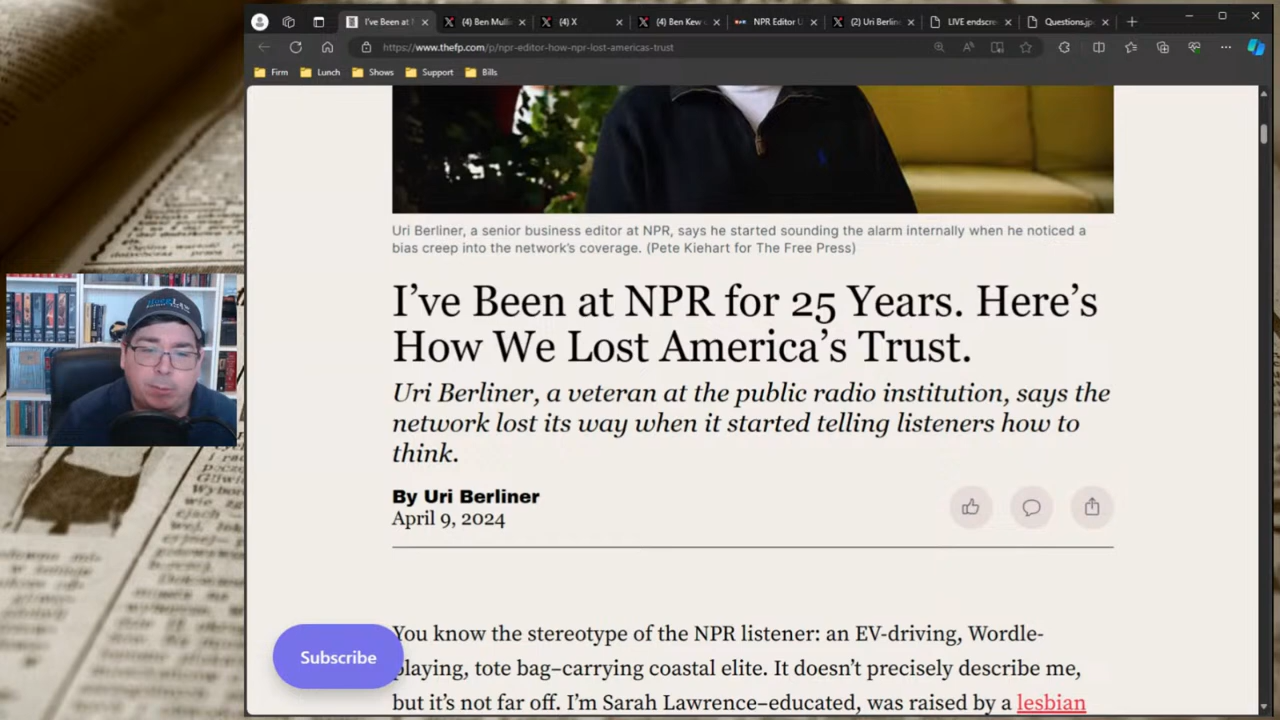 I've Been at N
(4) Ben Mulli
(4) X
(4) Ben Kew o
NPR Editor U
(2) Uri Berline
LIVE endscre
Questions.jp
https://www.thefp.com/p/npr-editor-how-npr-lost-americas-trust
Firm
Lunch
Shows
Support
Bills
Uri Berliner, a senior business editor at NPR, says he started sounding the alarm internally when he noticed a
bias creep into the network's coverage. (Pete Kiehart for The Free Press)
I've Been at NPR for 25 Years. Here's
How We Lost America's Trust.
Uri Berliner, a veteran at the public radio institution, says the
network lost its way when it started telling listeners how to
think.
By Uri Berliner
April 9, 2024
You know the stereotype of the NPR listener: an EV-driving, Wordle-
playing, tote bag–carrying coastal elite. It doesn't precisely describe me,
but it's not far off. I'm Sarah Lawrence–educated, was raised by a lesbian
Subscribe